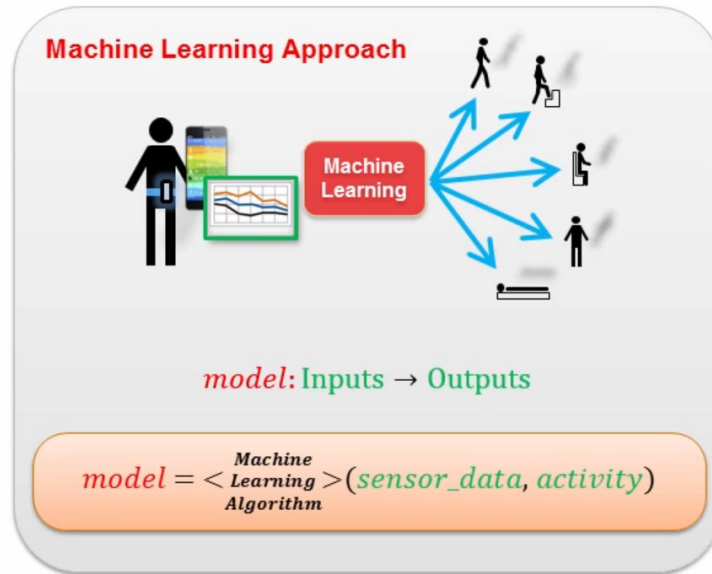 Machine Learning Approach
Machine
Learning
model: Inputs → Outputs
model = < Machine Learning Algorithm >(sensor_data, activity)